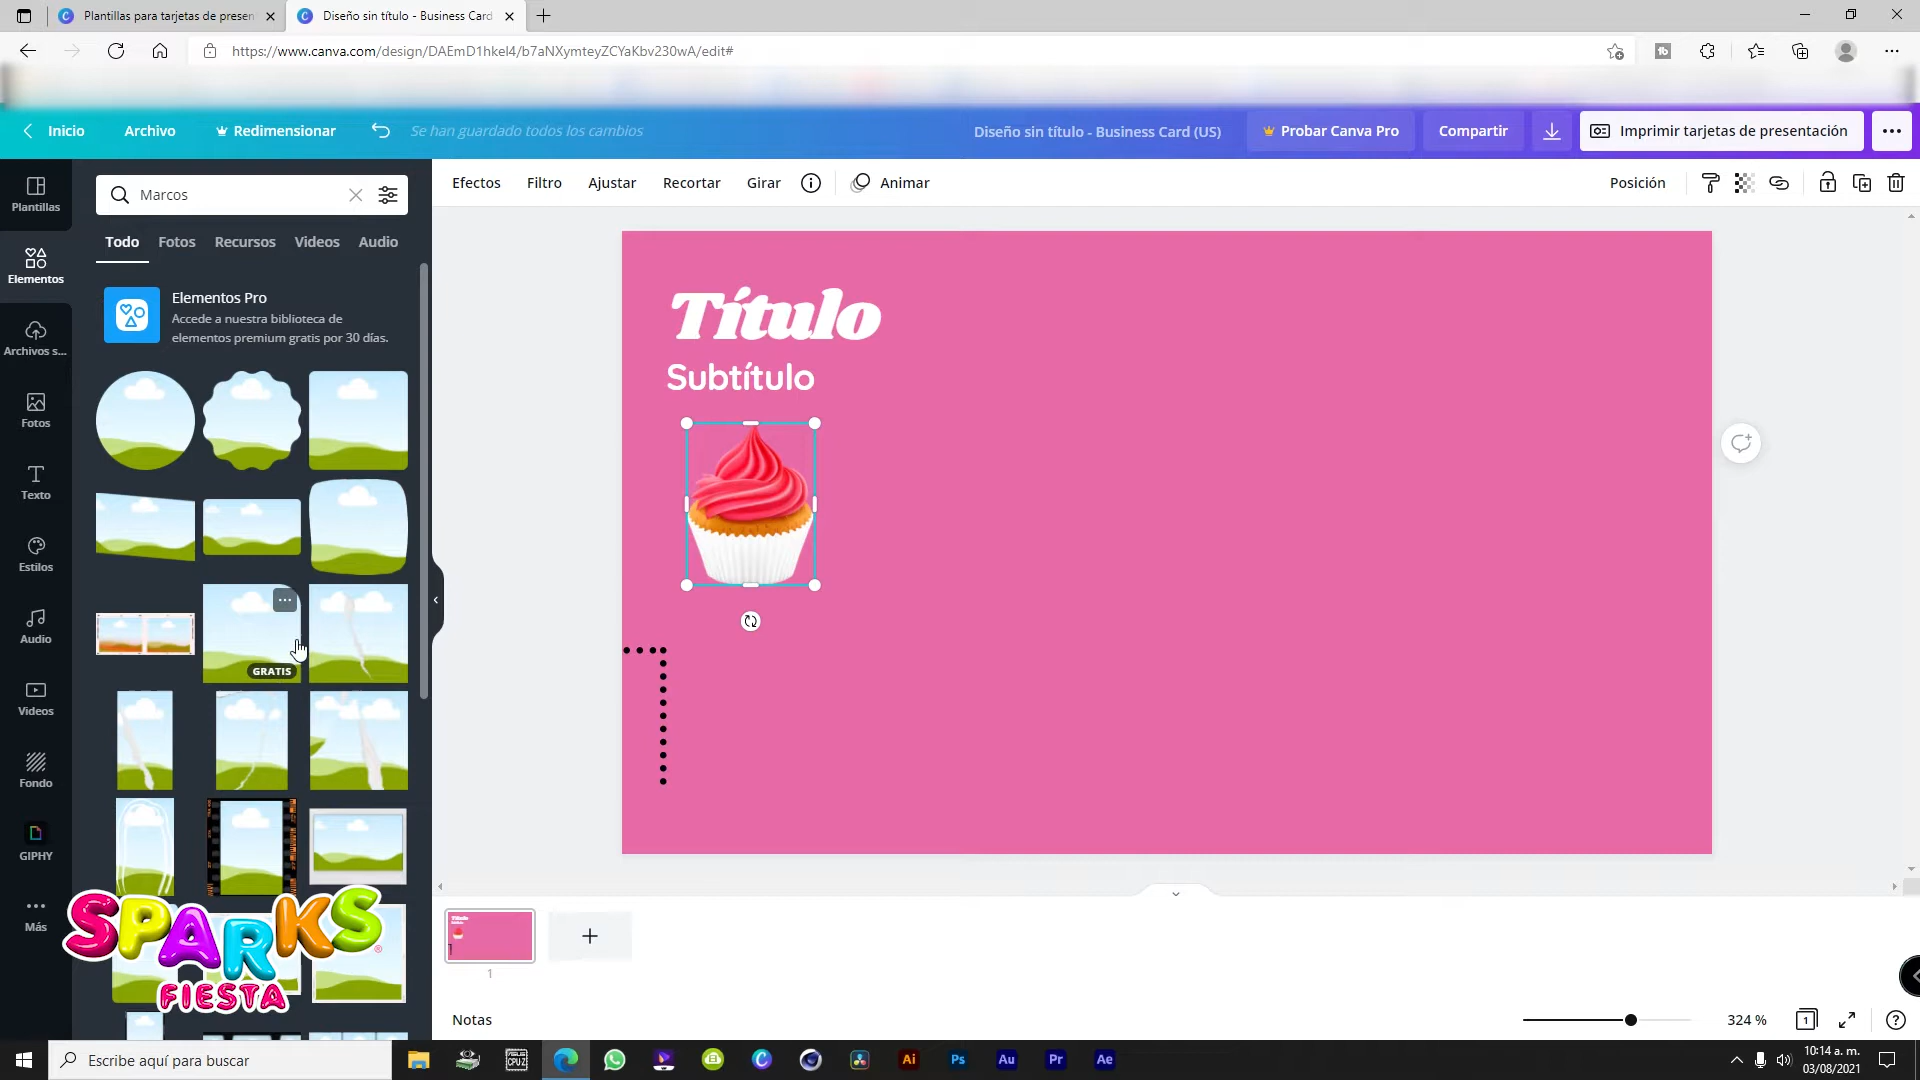 Plantillas para tarjetas de presen
Diseño sin título - Business Card
https://www.canva.com/design/DAEmD1hkeI4/b7aNXymteyZCYaKbv230wA/edit#
Inicio
Archivo
Redimensionar
Se han guardado todos los cambios
Diseño sin título - Business Card (US)
Probar Canva Pro
Compartir
Imprimir tarjetas de presentación
Plantillas
Elementos
Archivos s...
Fotos
Texto
Estilos
Audio
Videos
Fondo
GIPHY
Más
Marcos
Todo
Fotos
Recursos
Videos
Audio
Elementos Pro
Accede a nuestra biblioteca de
elementos premium gratis por 30 días.
GRATIS
SPARKS
FIESTA
Efectos
Filtro
Ajustar
Recortar
Girar
Animar
Posición
Título
Subtítulo
1
Notas
324 %
1
Escribe aquí para buscar
Ai
Ps
Au
Pr
Ae
10:14 a. m.
03/08/2021